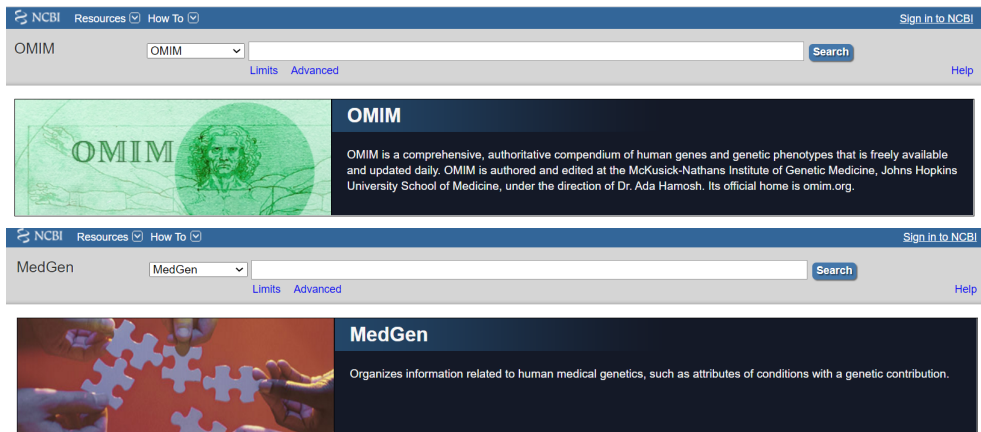 NCBI Resources How To Sign in to NCBI
OMIM OMIM Search
Limits Advanced Help
OMIM
OMIM
OMIM is a comprehensive, authoritative compendium of human genes and genetic phenotypes that is freely available
and updated daily. OMIM is authored and edited at the McKusick-Nathans Institute of Genetic Medicine, Johns Hopkins
University School of Medicine, under the direction of Dr. Ada Hamosh. Its official home is omim.org.
NCBI Resources How To Sign in to NCBI
MedGen MedGen Search
Limits Advanced Help
MedGen
Organizes information related to human medical genetics, such as attributes of conditions with a genetic contribution.